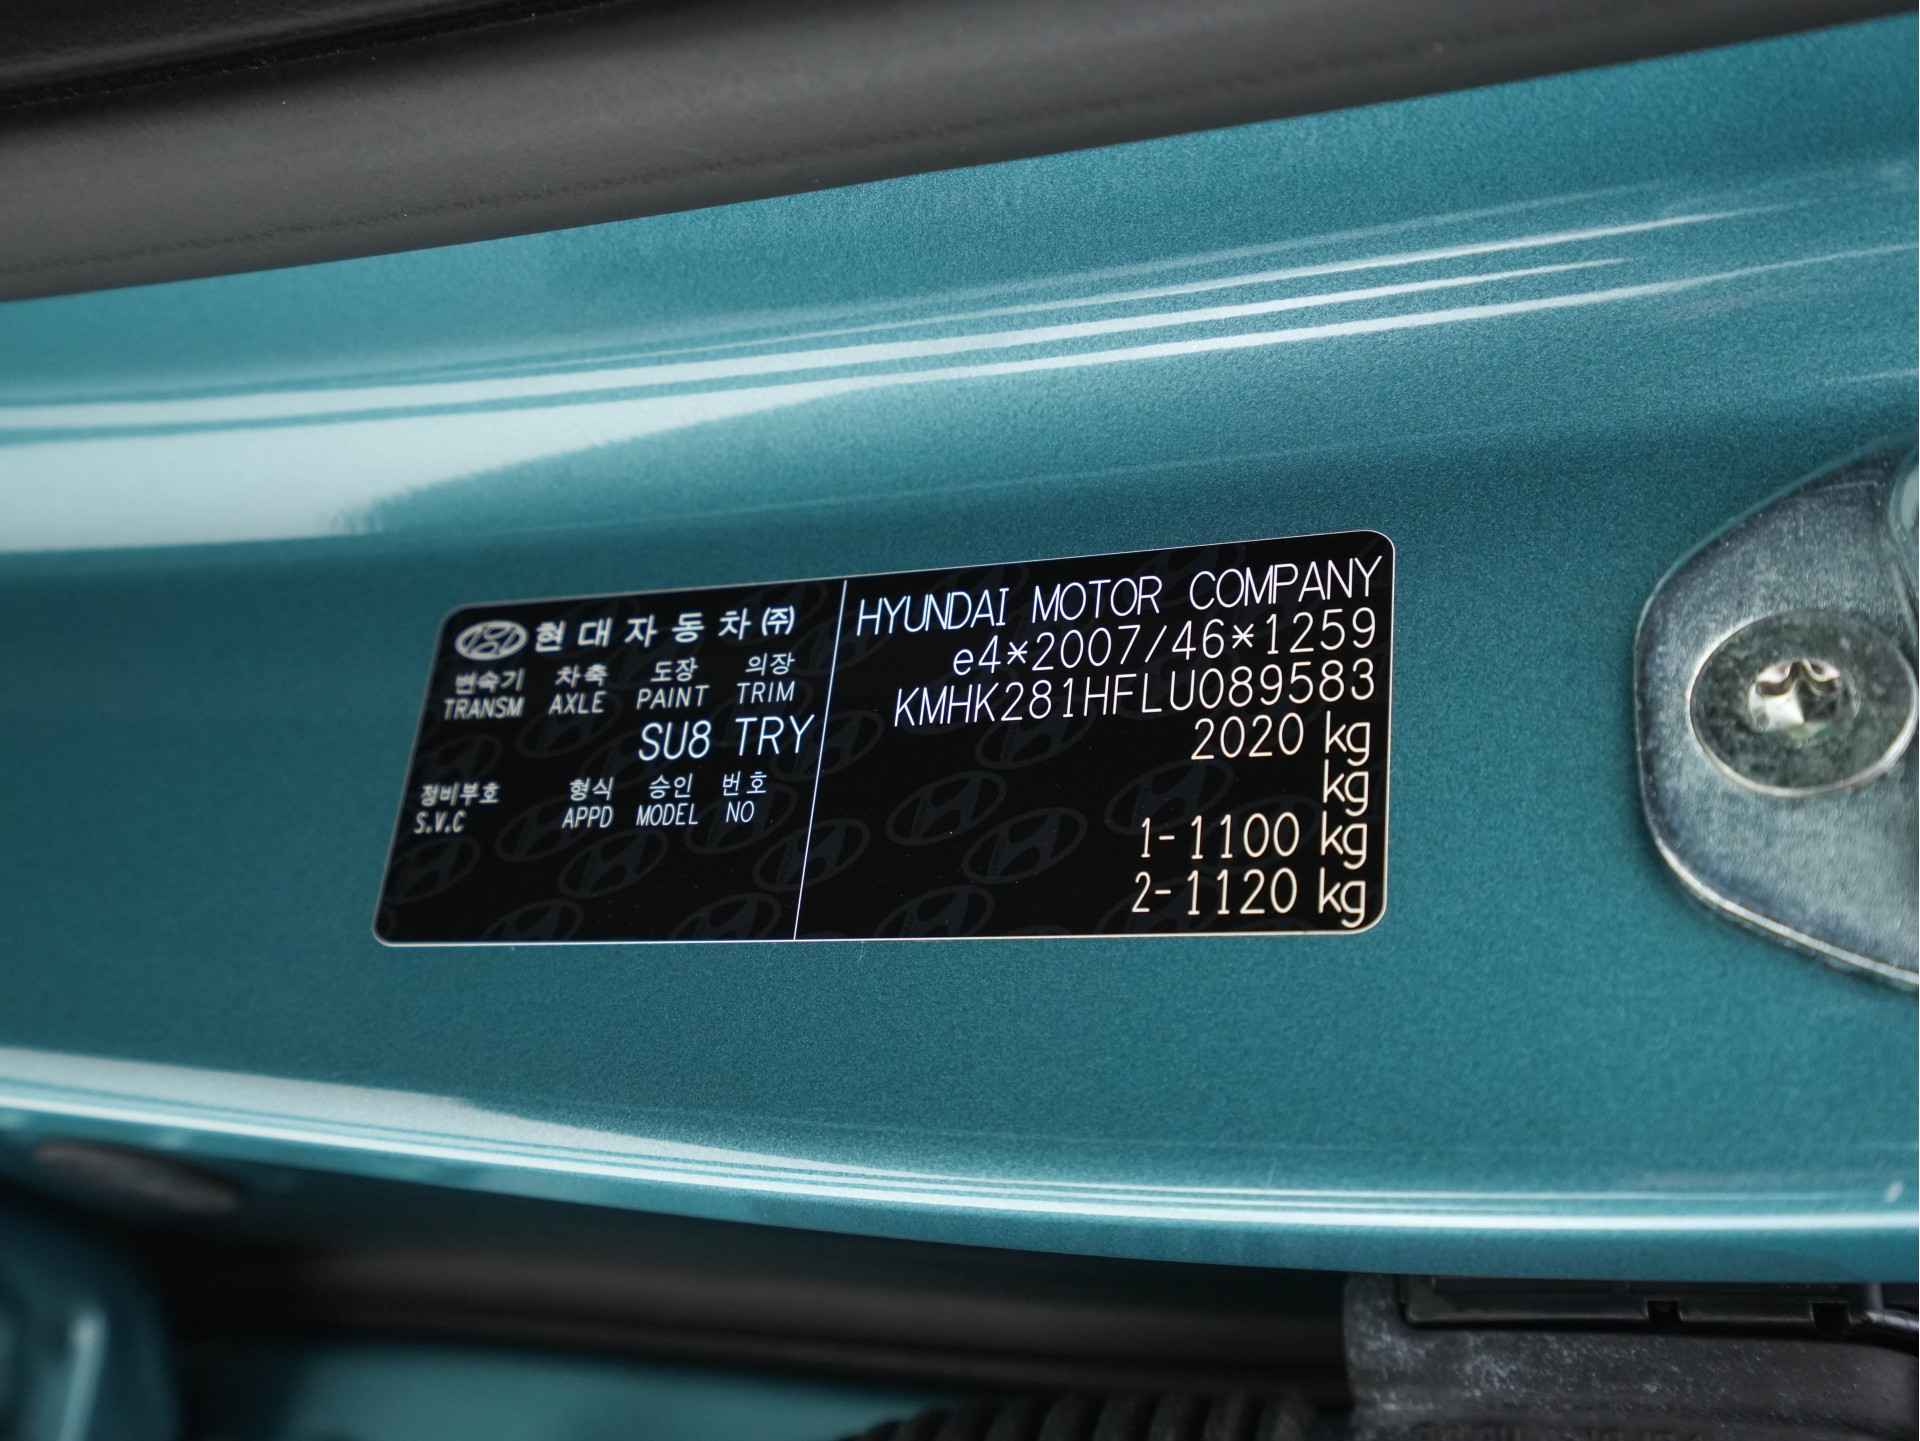 현대자동차㈜
변속기 차축 도장 의장
TRANSM AXLE PAINT TRIM
SU8 TRY
정비부호 형식 승인 번호
S.V.C APPD MODEL NO
HYUNDAI MOTOR COMPANY
e4*2007/46*1259
KMHK281HFLU089583
2020 kg
kg
1-1100 kg
2-1120 kg